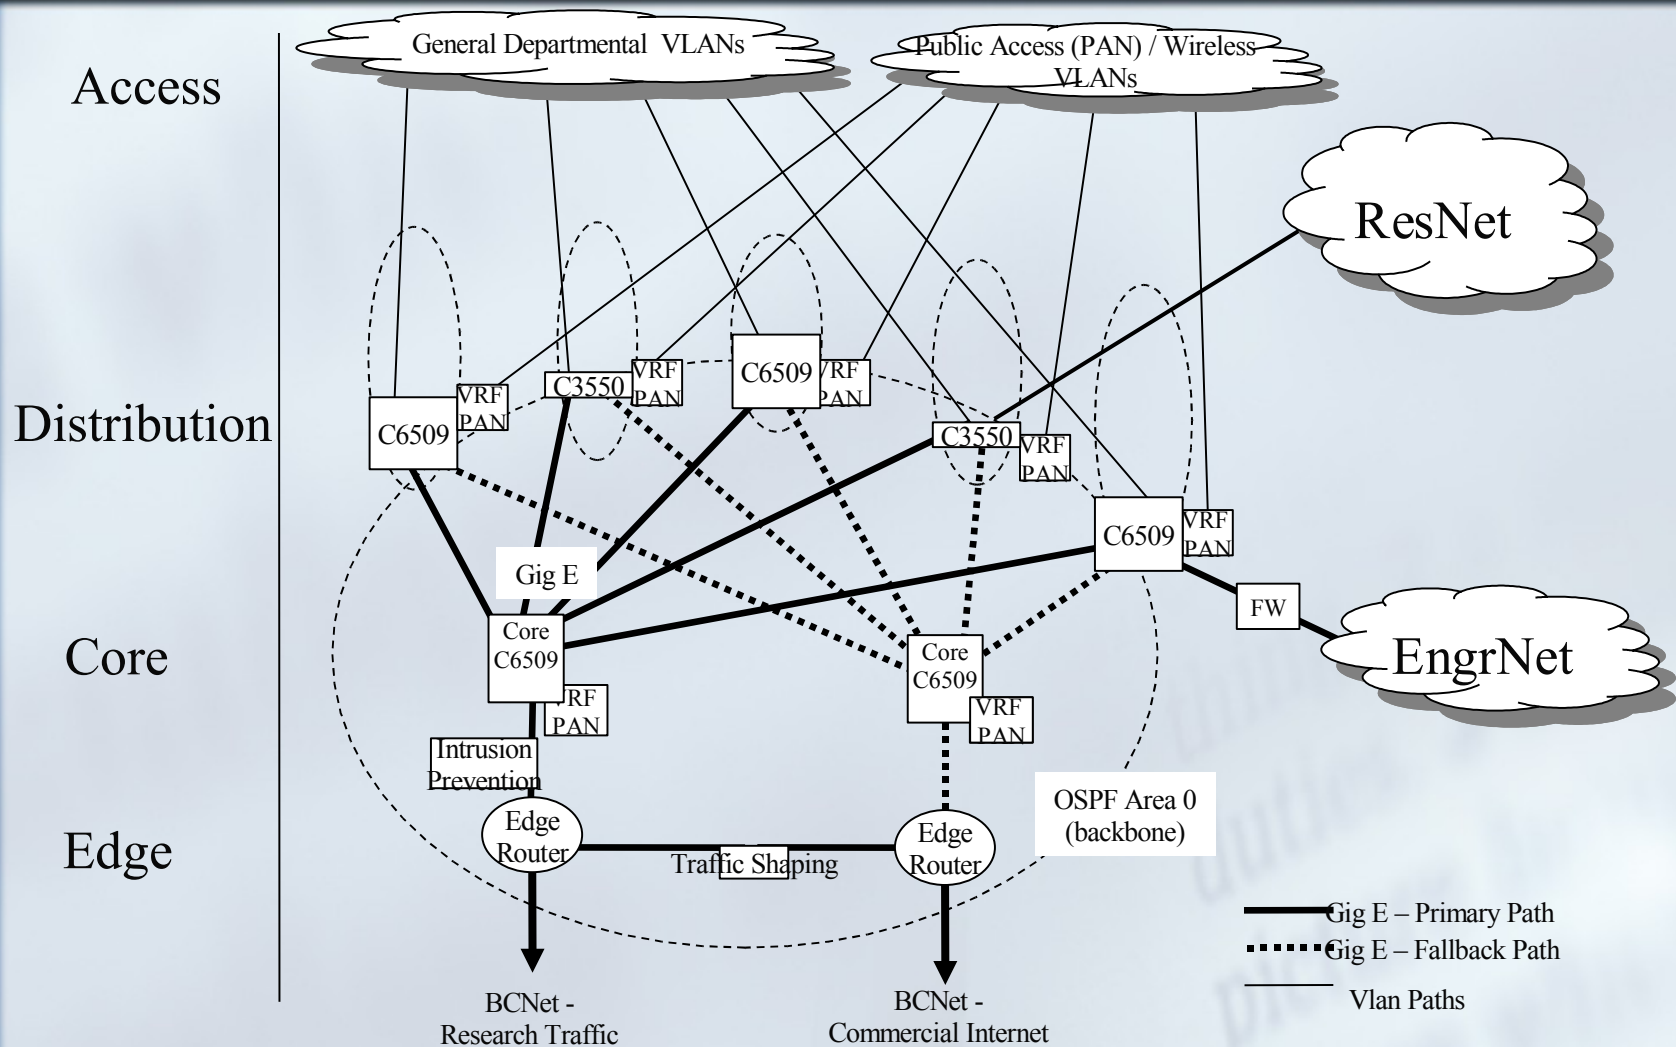 Access
General Departmental VLANs
Public Access (PAN) / Wireless
VLANs
ResNet
Distribution
C6509
VRF
PAN
C3550
VRF
PAN
C6509
VRF
PAN
C3550
VRF
PAN
C6509
VRF
PAN
Gig E
FW
EngrNet
Core
Core
C6509
VRF
PAN
Core
C6509
VRF
PAN
Intrusion
Prevention
OSPF Area 0
(backbone)
Edge
Edge
Router
Traffic Shaping
Edge
Router
Gig E – Primary Path
Gig E – Fallback Path
Vlan Paths
BCNet -
Research Traffic
BCNet -
Commercial Internet